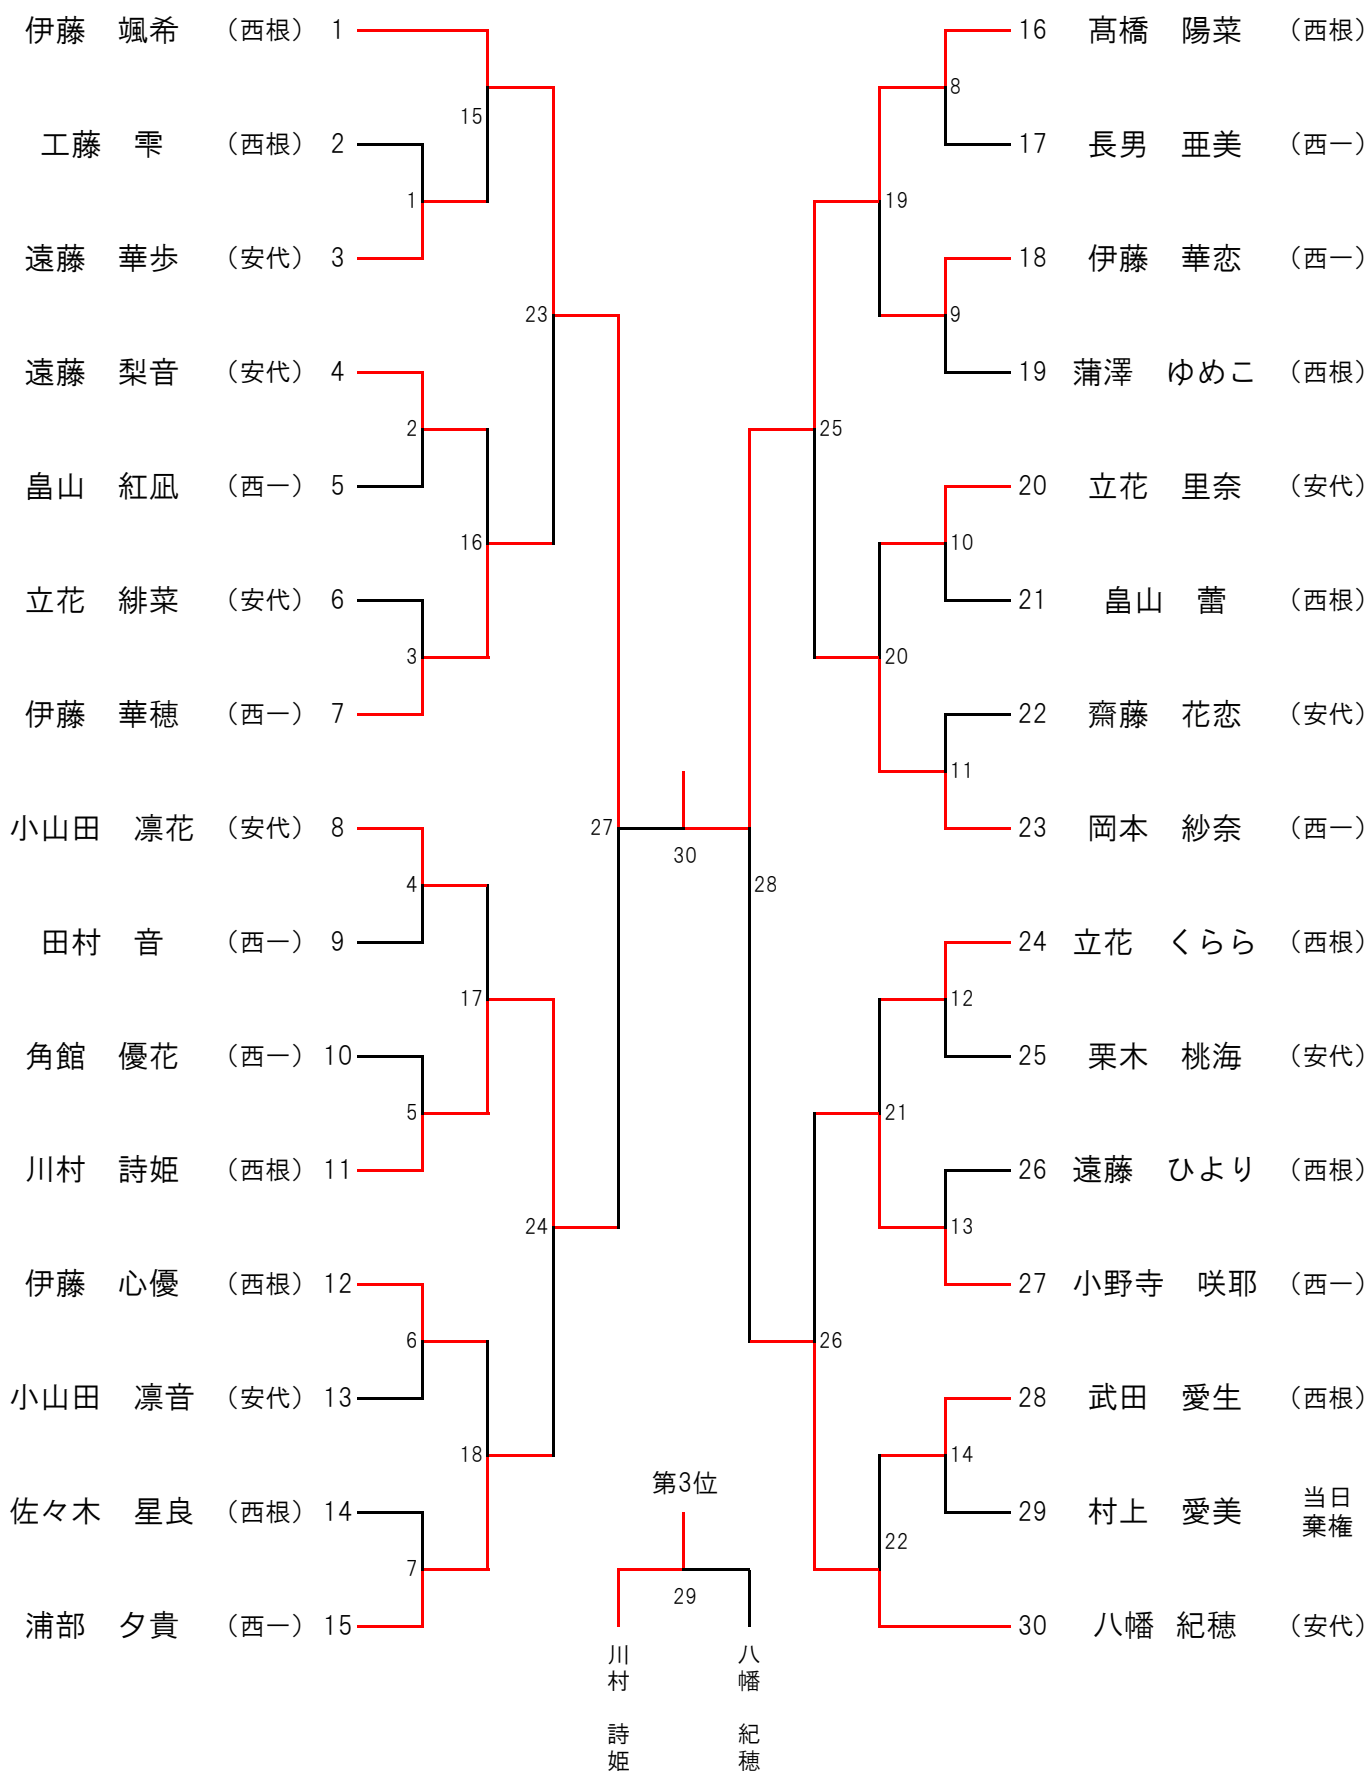 伊藤　颯希　（西根）　1
工藤　雫　（西根）　2
遠藤　華歩　（安代）　3
遠藤　梨音　（安代）　4
畠山　紅凪　（西一）　5
立花　緋菜　（安代）　6
伊藤　華穂　（西一）　7
小山田　凛花　（安代）　8
田村　音　（西一）　9
角館　優花　（西一）　10
川村　詩姫　（西根）　11
伊藤　心優　（西根）　12
小山田　凛音　（安代）　13
佐々木　星良　（西根）　14
浦部　夕貴　（西一）　15
1
2
3
4
5
6
7
15
16
17
18
23
24
27
30
28
25
26
19
20
21
22
8
9
10
11
12
13
14
16　髙橋　陽菜　（西根）
17　長男　亜美　（西一）
18　伊藤　華恋　（西一）
19　蒲澤　ゆめこ　（西根）
20　立花　里奈　（安代）
21　畠山　蕾　（西根）
22　齋藤　花恋　（安代）
23　岡本　紗奈　（西一）
24　立花　くらら　（西根）
25　栗木　桃海　（安代）
26　遠藤　ひより　（西根）
27　小野寺　咲耶　（西一）
28　武田　愛生　（西根）
29　村上　愛美　当日
棄権
30　八幡　紀穂　（安代）
第3位
29
川村　詩姫
八幡　紀穂